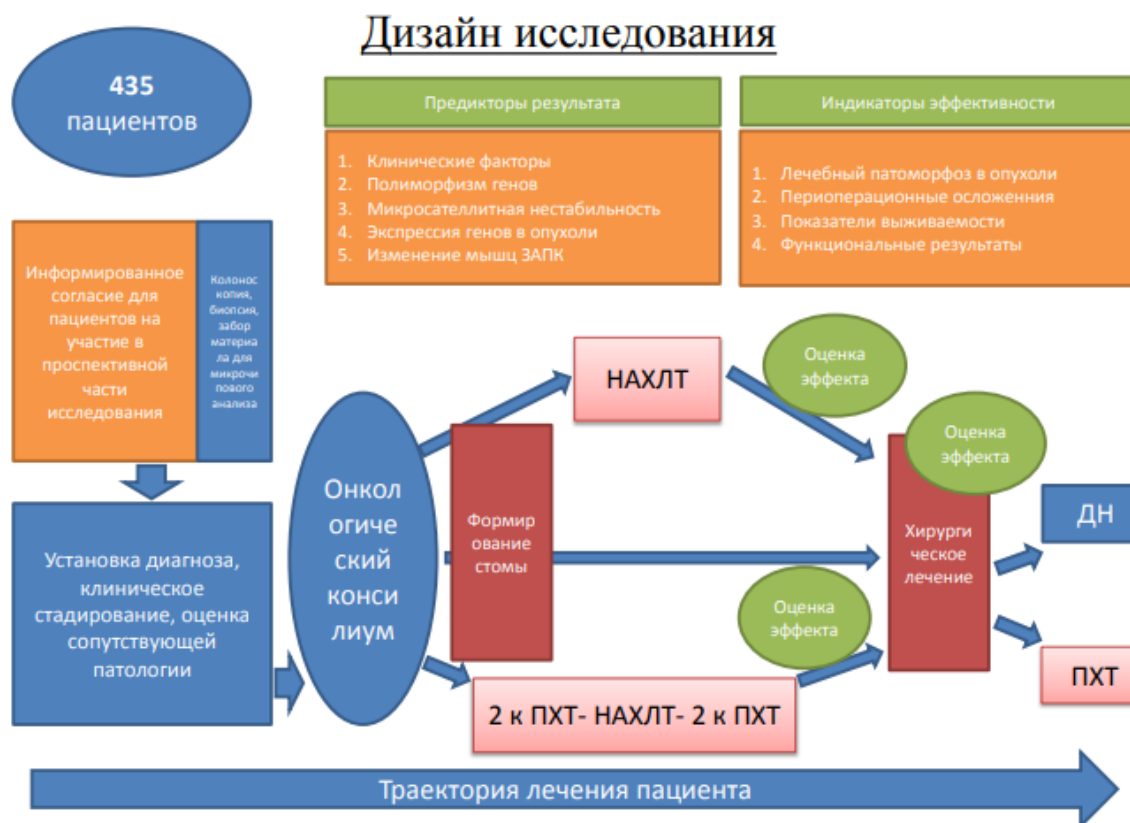 Дизайн исследования
435
пациентов
Предикторы результата
1. Клинические факторы
2. Полиморфизм генов
3. Микросателлитная нестабильность
4. Экспрессия генов в опухоли
5. Изменение мышц ЗАПК
Индикаторы эффективности
1. Лечебный патоморфоз в опухоли
2. Периоперационные осложения
3. Показатели выживаемости
4. Функциональные результаты
Информированное
согласие для
пациентов на
участие в
проспективной
части
исследования
Колонос
копия,
биопсия,
забор
материа
ла для
микрочи
пового
анализа
Установка диагноза,
клиническое
стадирование, оценка
сопутствующей
патологии
Онкол
огиче
ский
конси
лиум
Формир
ование
стомы
НАХЛТ
Оценка
эффекта
Оценка
эффекта
Оценка
эффекта
2 к ПХТ- НАХЛТ- 2 к ПХТ
Хирурги
ческое
лечение
ДН
ПХТ
Траектория лечения пациента